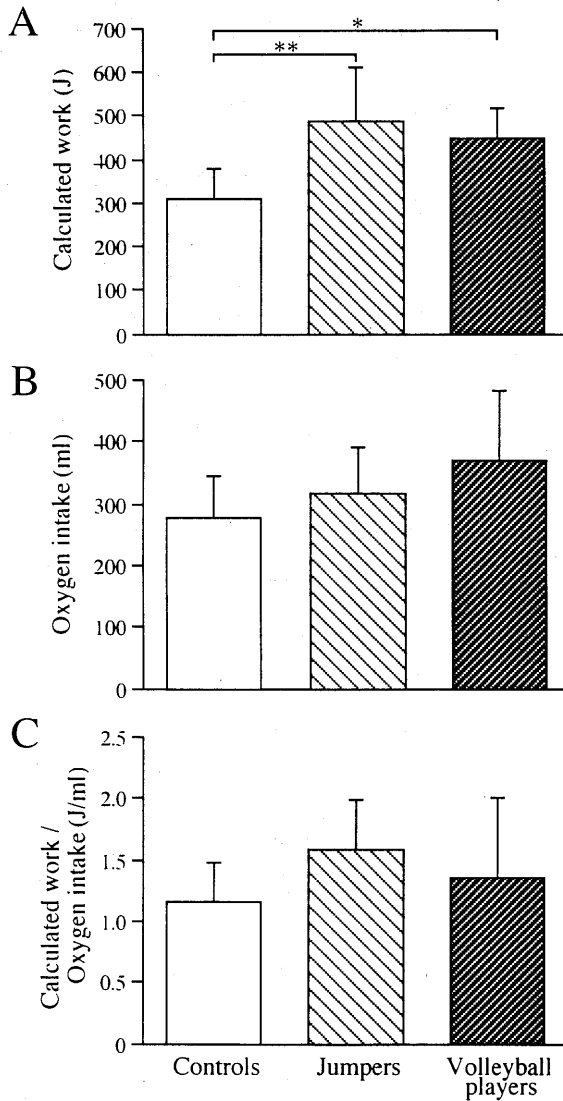 A
Calculated work (J)
700
600
500
400
300
200
100
0
*
**
B
Oxygen intake (ml)
500
400
300
200
100
0
C
Calculated work /
Oxygen intake (J/ml)
2.5
2.0
1.5
1.0
0.5
0
Controls
Jumpers
Volleyball
players